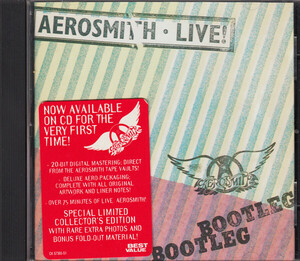 AEROSMITH · LIVE!
NOW AVAILABLE
ON CD FOR THE
VERY FIRST
TIME!
- 20-BIT DIGITAL MASTERING: DIRECT
FROM THE AEROSMITH TAPE VAULTS!
- DELUXE AERO-PACKAGING:
COMPLETE WITH ALL ORIGINAL
ARTWORK AND LINER NOTES!
- OVER 75 MINUTES OF LIVE AEROSMITH!
SPECIAL LIMITED
COLLECTOR'S EDITION
WITH RARE EXTRA PHOTOS AND
BONUS FOLD-OUT MATERIAL!
BEST
VALUE
AEROSMITH
BOOTLEG
BOOTLEG